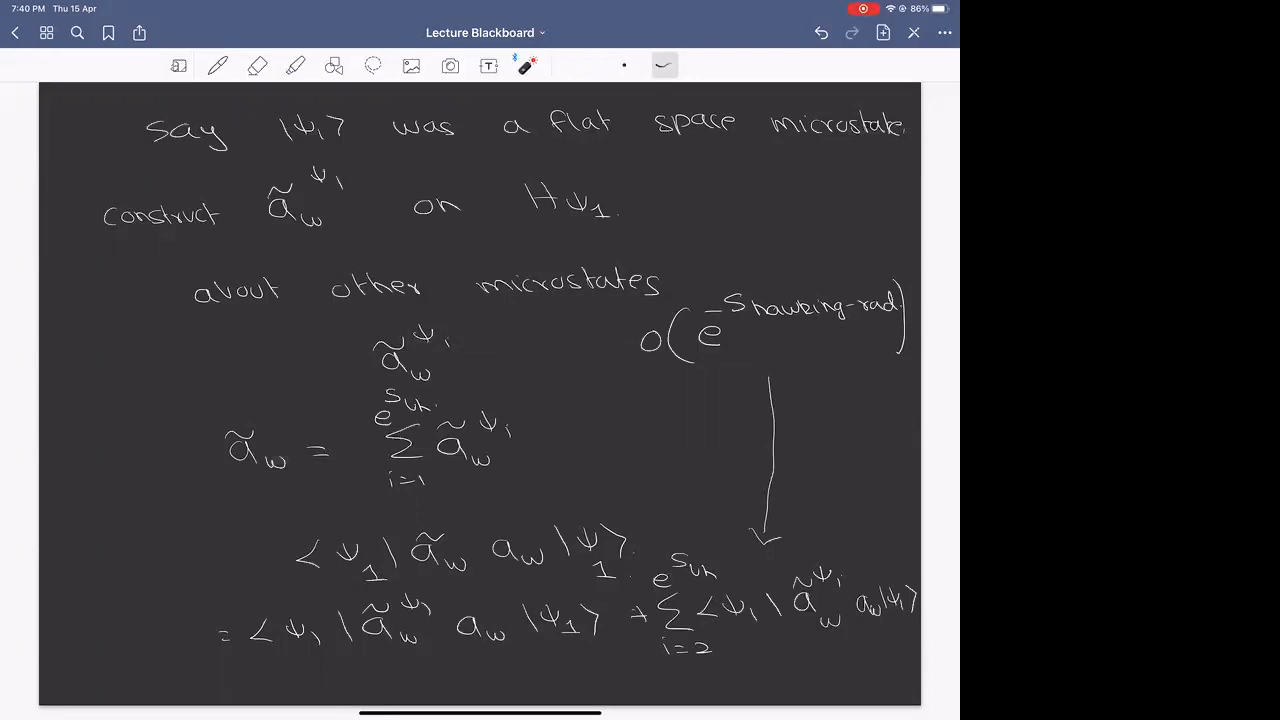 7:40 PM Thu 15 Apr 86%
Lecture Blackboard
say |ψ₁⟩ was a flat space microstate.
construct ã_ω^ψ₁ on Hψ₁.
about other microstates
O(e^-S hawking-rad.)
ã_ω^ψᵢ
ã_ω = Σ_{i=1}^{e^S_bh.} ã_ω^ψᵢ
⟨ψ₁| ã_ω a_ω |ψ₁⟩.
= ⟨ψ₁| ã_ω^ψ₁ a_ω |ψ₁⟩ + Σ_{i=2}^{e^S_bh} ⟨ψ₁| ã_ω^ψᵢ a_ω|ψ₁⟩